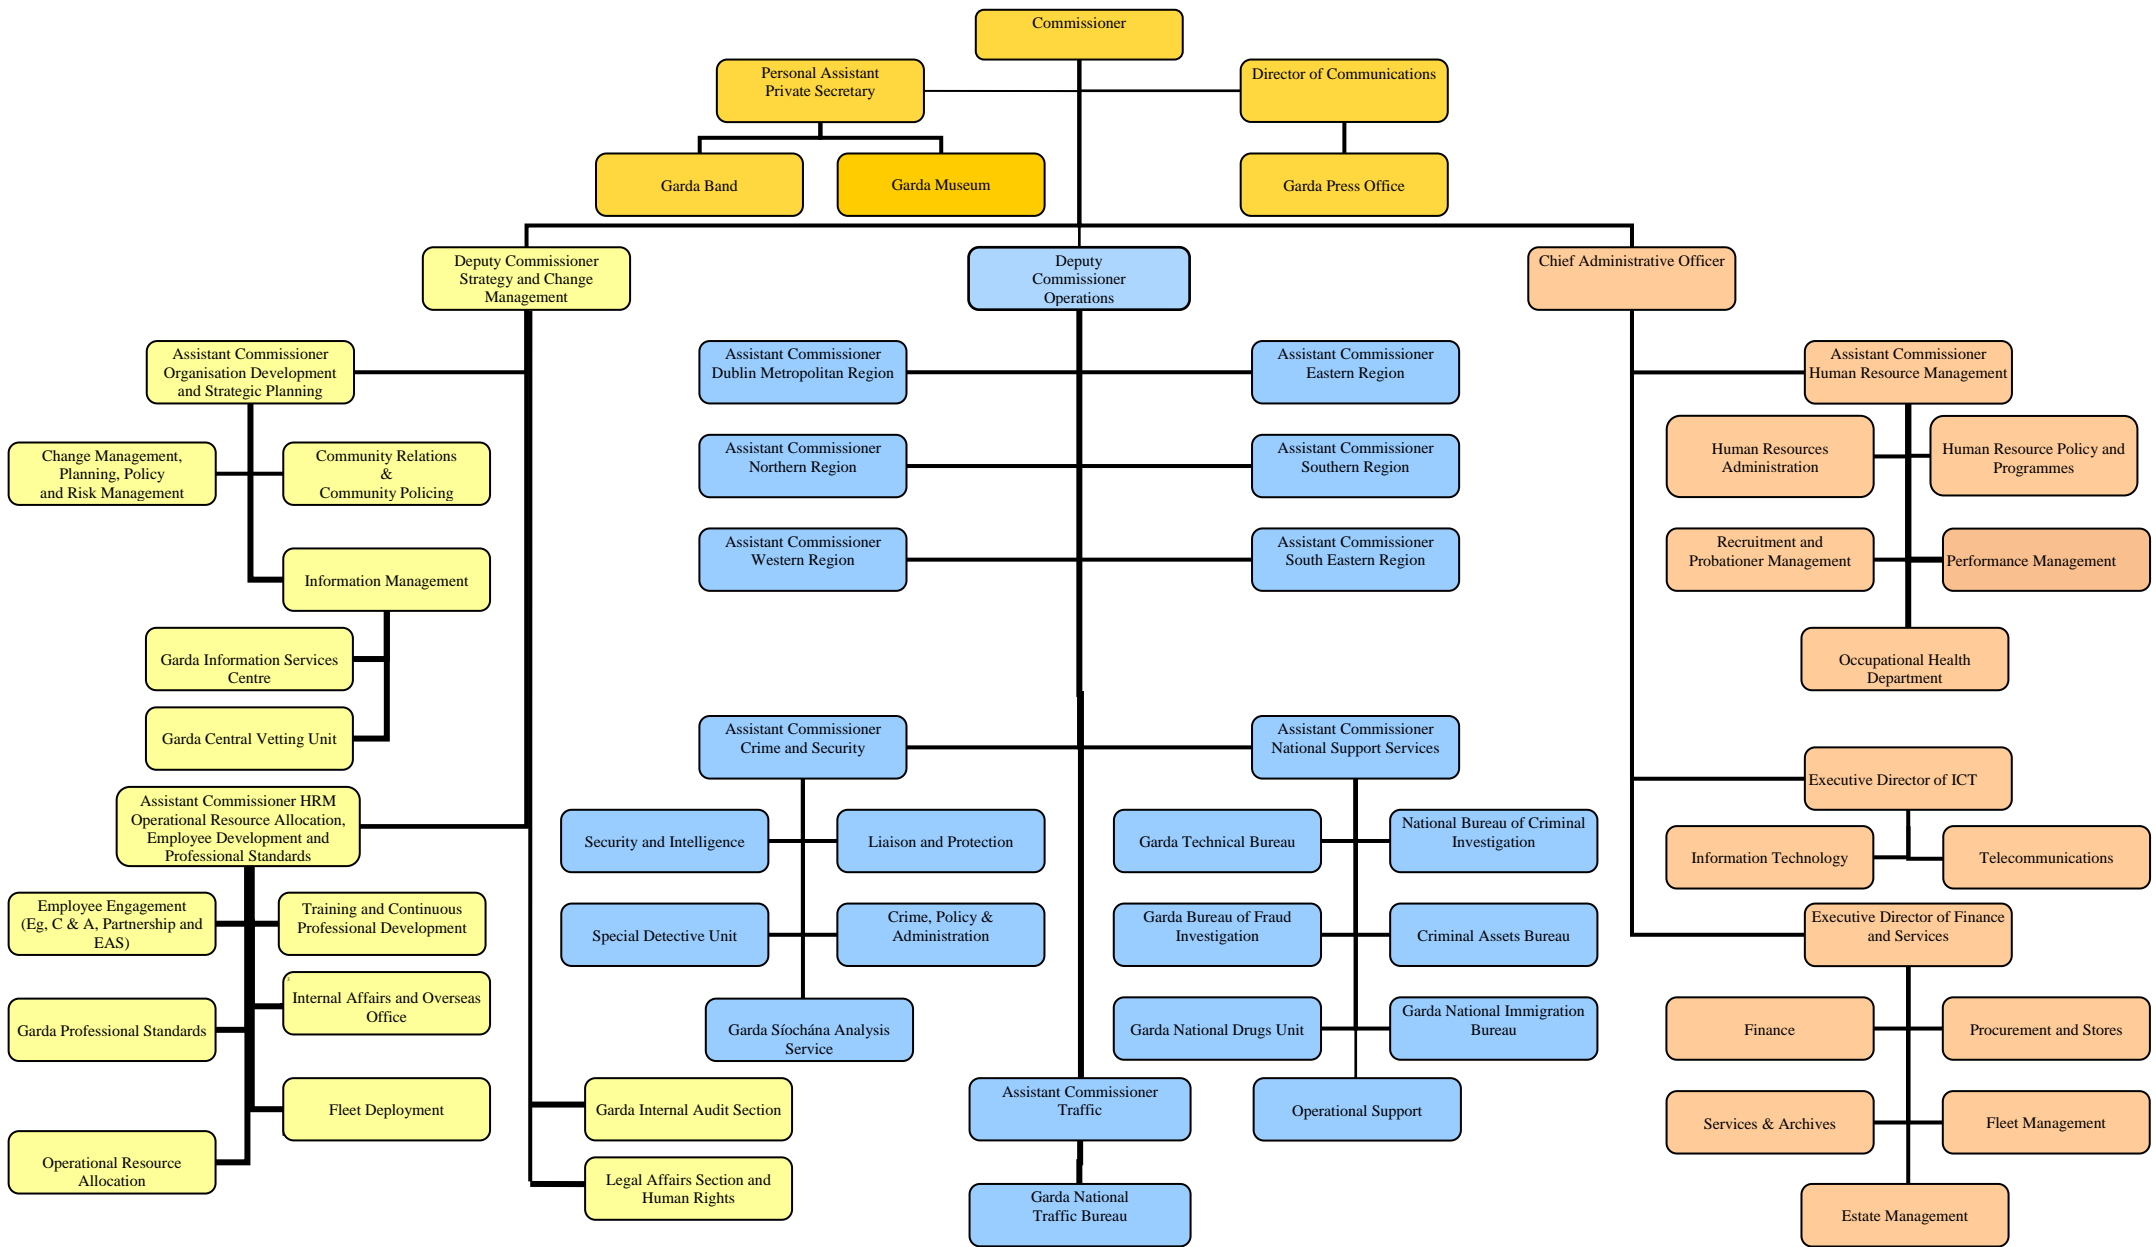 Commissioner
Personal Assistant
Private Secretary
Director of Communications
Garda Band
Garda Museum
Garda Press Office
Deputy Commissioner
Strategy and Change
Management
Deputy
Commissioner
Operations
Chief Administrative Officer
Assistant Commissioner
Organisation Development
and Strategic Planning
Change Management,
Planning, Policy
and Risk Management
Community Relations
&
Community Policing
Information Management
Garda Information Services
Centre
Garda Central Vetting Unit
Assistant Commissioner HRM
Operational Resource Allocation,
Employee Development and
Professional Standards
Employee Engagement
(Eg, C & A, Partnership and
EAS)
Training and Continuous
Professional Development
Internal Affairs and Overseas
Office
Garda Professional Standards
Fleet Deployment
Operational Resource
Allocation
Garda Internal Audit Section
Legal Affairs Section and
Human Rights
Assistant Commissioner
Dublin Metropolitan Region
Assistant Commissioner
Eastern Region
Assistant Commissioner
Northern Region
Assistant Commissioner
Southern Region
Assistant Commissioner
Western Region
Assistant Commissioner
South Eastern Region
Assistant Commissioner
Crime and Security
Assistant Commissioner
National Support Services
Security and Intelligence
Liaison and Protection
Special Detective Unit
Crime, Policy &
Administration
Garda Síochána Analysis
Service
Garda Technical Bureau
National Bureau of Criminal
Investigation
Garda Bureau of Fraud
Investigation
Criminal Assets Bureau
Garda National Drugs Unit
Garda National Immigration
Bureau
Operational Support
Assistant Commissioner
Traffic
Garda National
Traffic Bureau
Assistant Commissioner
Human Resource Management
Human Resources
Administration
Human Resource Policy and
Programmes
Recruitment and
Probationer Management
Performance Management
Occupational Health
Department
Executive Director of ICT
Information Technology
Telecommunications
Executive Director of Finance
and Services
Finance
Procurement and Stores
Services & Archives
Fleet Management
Estate Management